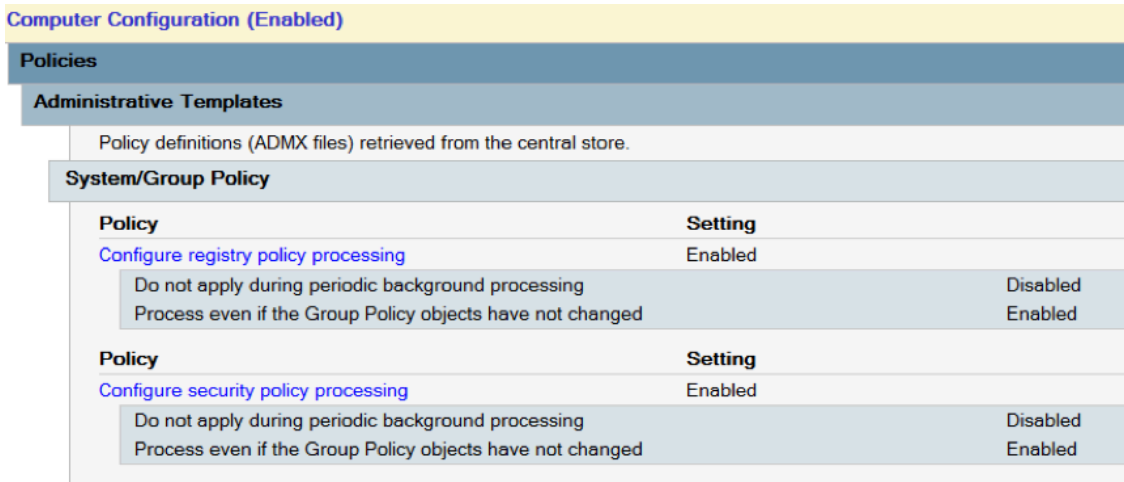 Computer Configuration (Enabled)
Policies
Administrative Templates
Policy definitions (ADMX files) retrieved from the central store.
System/Group Policy
Policy Setting
Configure registry policy processing Enabled
Do not apply during periodic background processing Disabled
Process even if the Group Policy objects have not changed Enabled
Policy Setting
Configure security policy processing Enabled
Do not apply during periodic background processing Disabled
Process even if the Group Policy objects have not changed Enabled